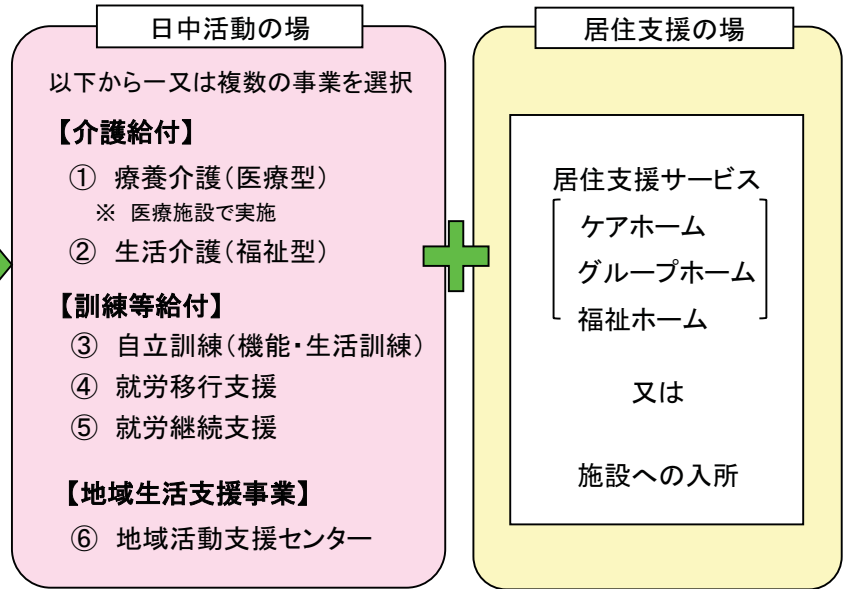 日中活動の場
以下から一又は複数の事業を選択
【介護給付】
① 療養介護(医療型)
※ 医療施設で実施
② 生活介護(福祉型)
【訓練等給付】
③ 自立訓練(機能・生活訓練)
④ 就労移行支援
⑤ 就労継続支援
【地域生活支援事業】
⑥ 地域活動支援センター
居住支援の場
居住支援サービス
ケアホーム
グループホーム
福祉ホーム
又は
施設への入所